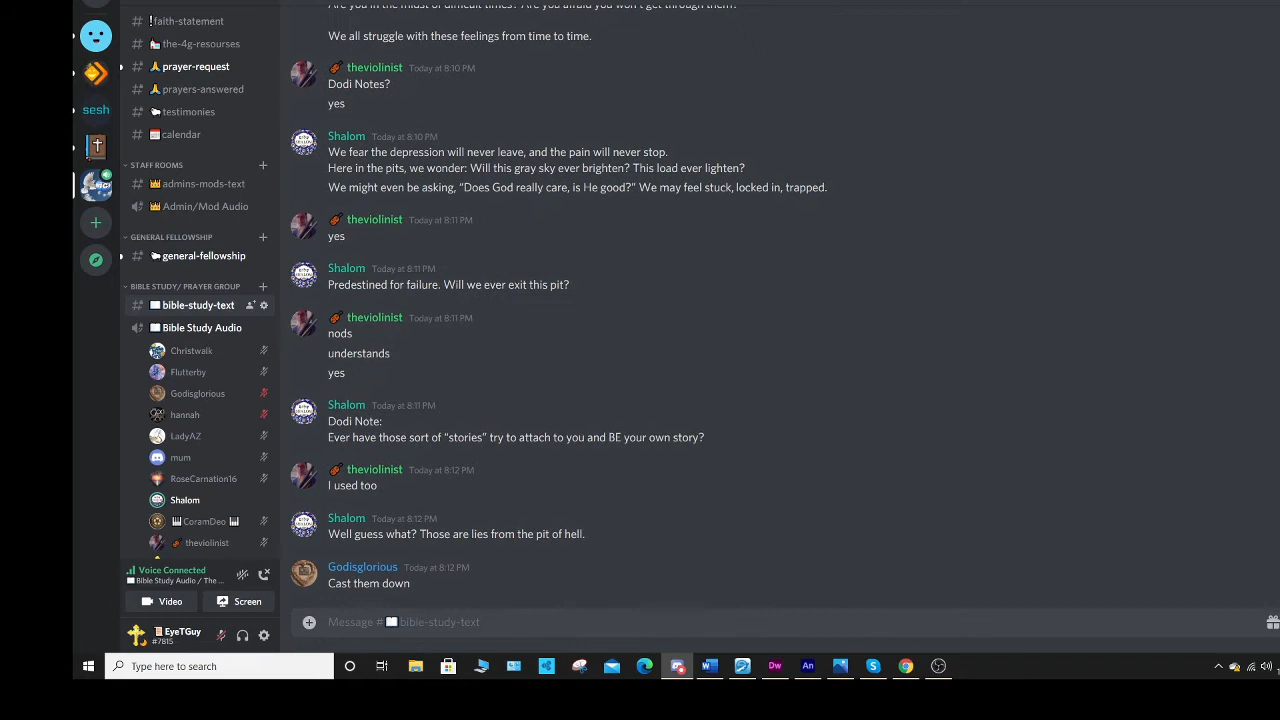 Are you in the midst of difficult times? Are you afraid you won't get through them?
!faith-statement
the-4g-resourses
prayer-request
prayers-answered
testimonies
calendar
STAFF ROOMS
admins-mods-text
Admin/Mod Audio
GENERAL FELLOWSHIP
general-fellowship
BIBLE STUDY/ PRAYER GROUP
bible-study-text
Bible Study Audio
Christwalk
Flutterby
Godisglorious
hannah
LadyAZ
mum
RoseCarnation16
Shalom
CoramDeo
theviolinist
Voice Connected
Bible Study Audio / The ...
Video
Screen
EyeTGuy
#7815
sesh
We all struggle with these feelings from time to time.
theviolinist Today at 8:10 PM
Dodi Notes?
yes
Shalom Today at 8:10 PM
We fear the depression will never leave, and the pain will never stop.
Here in the pits, we wonder: Will this gray sky ever brighten? This load ever lighten?
We might even be asking, “Does God really care, is He good?” We may feel stuck, locked in, trapped.
theviolinist Today at 8:11 PM
yes
Shalom Today at 8:11 PM
Predestined for failure. Will we ever exit this pit?
theviolinist Today at 8:11 PM
nods
understands
yes
Shalom Today at 8:11 PM
Dodi Note:
Ever have those sort of “stories” try to attach to you and BE your own story?
theviolinist Today at 8:12 PM
I used too
Shalom Today at 8:12 PM
Well guess what? Those are lies from the pit of hell.
Godisglorious Today at 8:12 PM
Cast them down
Message # bible-study-text
Type here to search
Dw
An